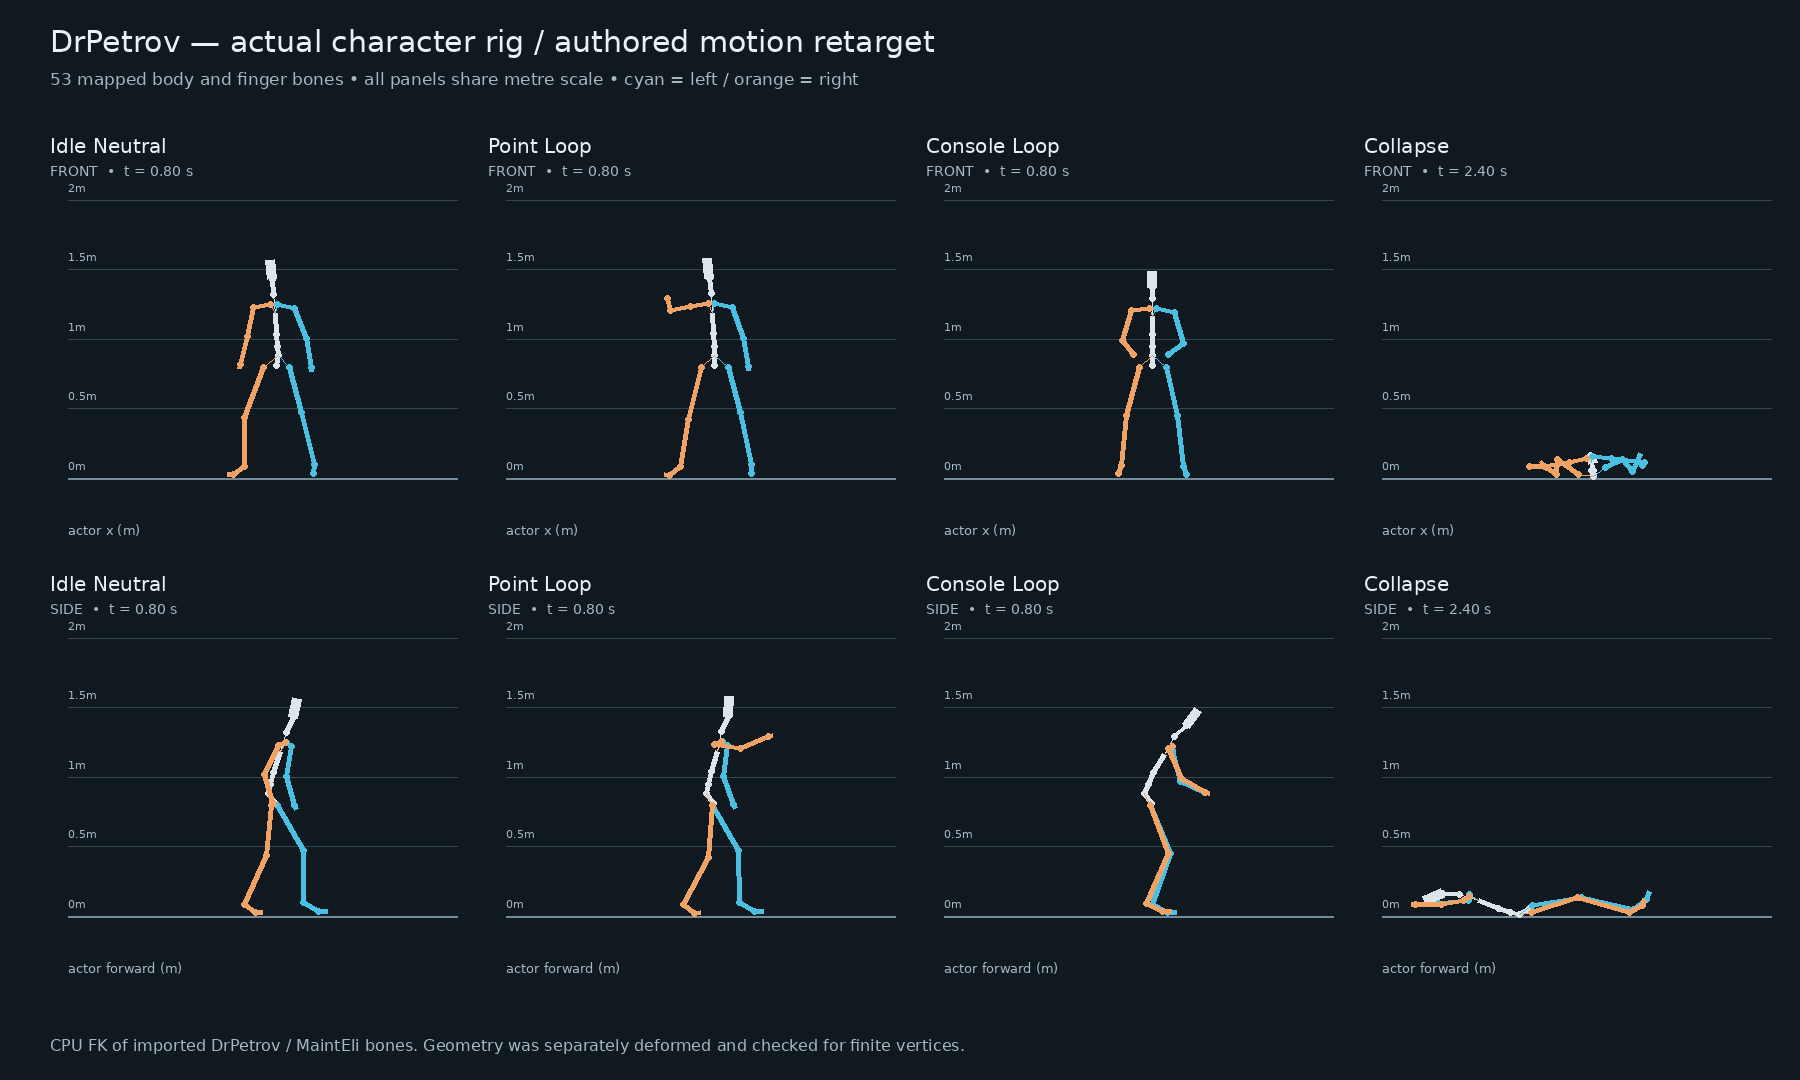 DrPetrov — actual character rig / authored motion retarget
53 mapped body and finger bones • all panels share metre scale • cyan = left / orange = right
Idle Neutral
FRONT • t = 0.80 s
2m
1.5m
1m
0.5m
0m
actor x (m)
Point Loop
FRONT • t = 0.80 s
2m
1.5m
1m
0.5m
0m
actor x (m)
Console Loop
FRONT • t = 0.80 s
2m
1.5m
1m
0.5m
0m
actor x (m)
Collapse
FRONT • t = 2.40 s
2m
1.5m
1m
0.5m
0m
actor x (m)
Idle Neutral
SIDE • t = 0.80 s
2m
1.5m
1m
0.5m
0m
actor forward (m)
Point Loop
SIDE • t = 0.80 s
2m
1.5m
1m
0.5m
0m
actor forward (m)
Console Loop
SIDE • t = 0.80 s
2m
1.5m
1m
0.5m
0m
actor forward (m)
Collapse
SIDE • t = 2.40 s
2m
1.5m
1m
0.5m
0m
actor forward (m)
CPU FK of imported DrPetrov / MaintEli bones. Geometry was separately deformed and checked for finite vertices.